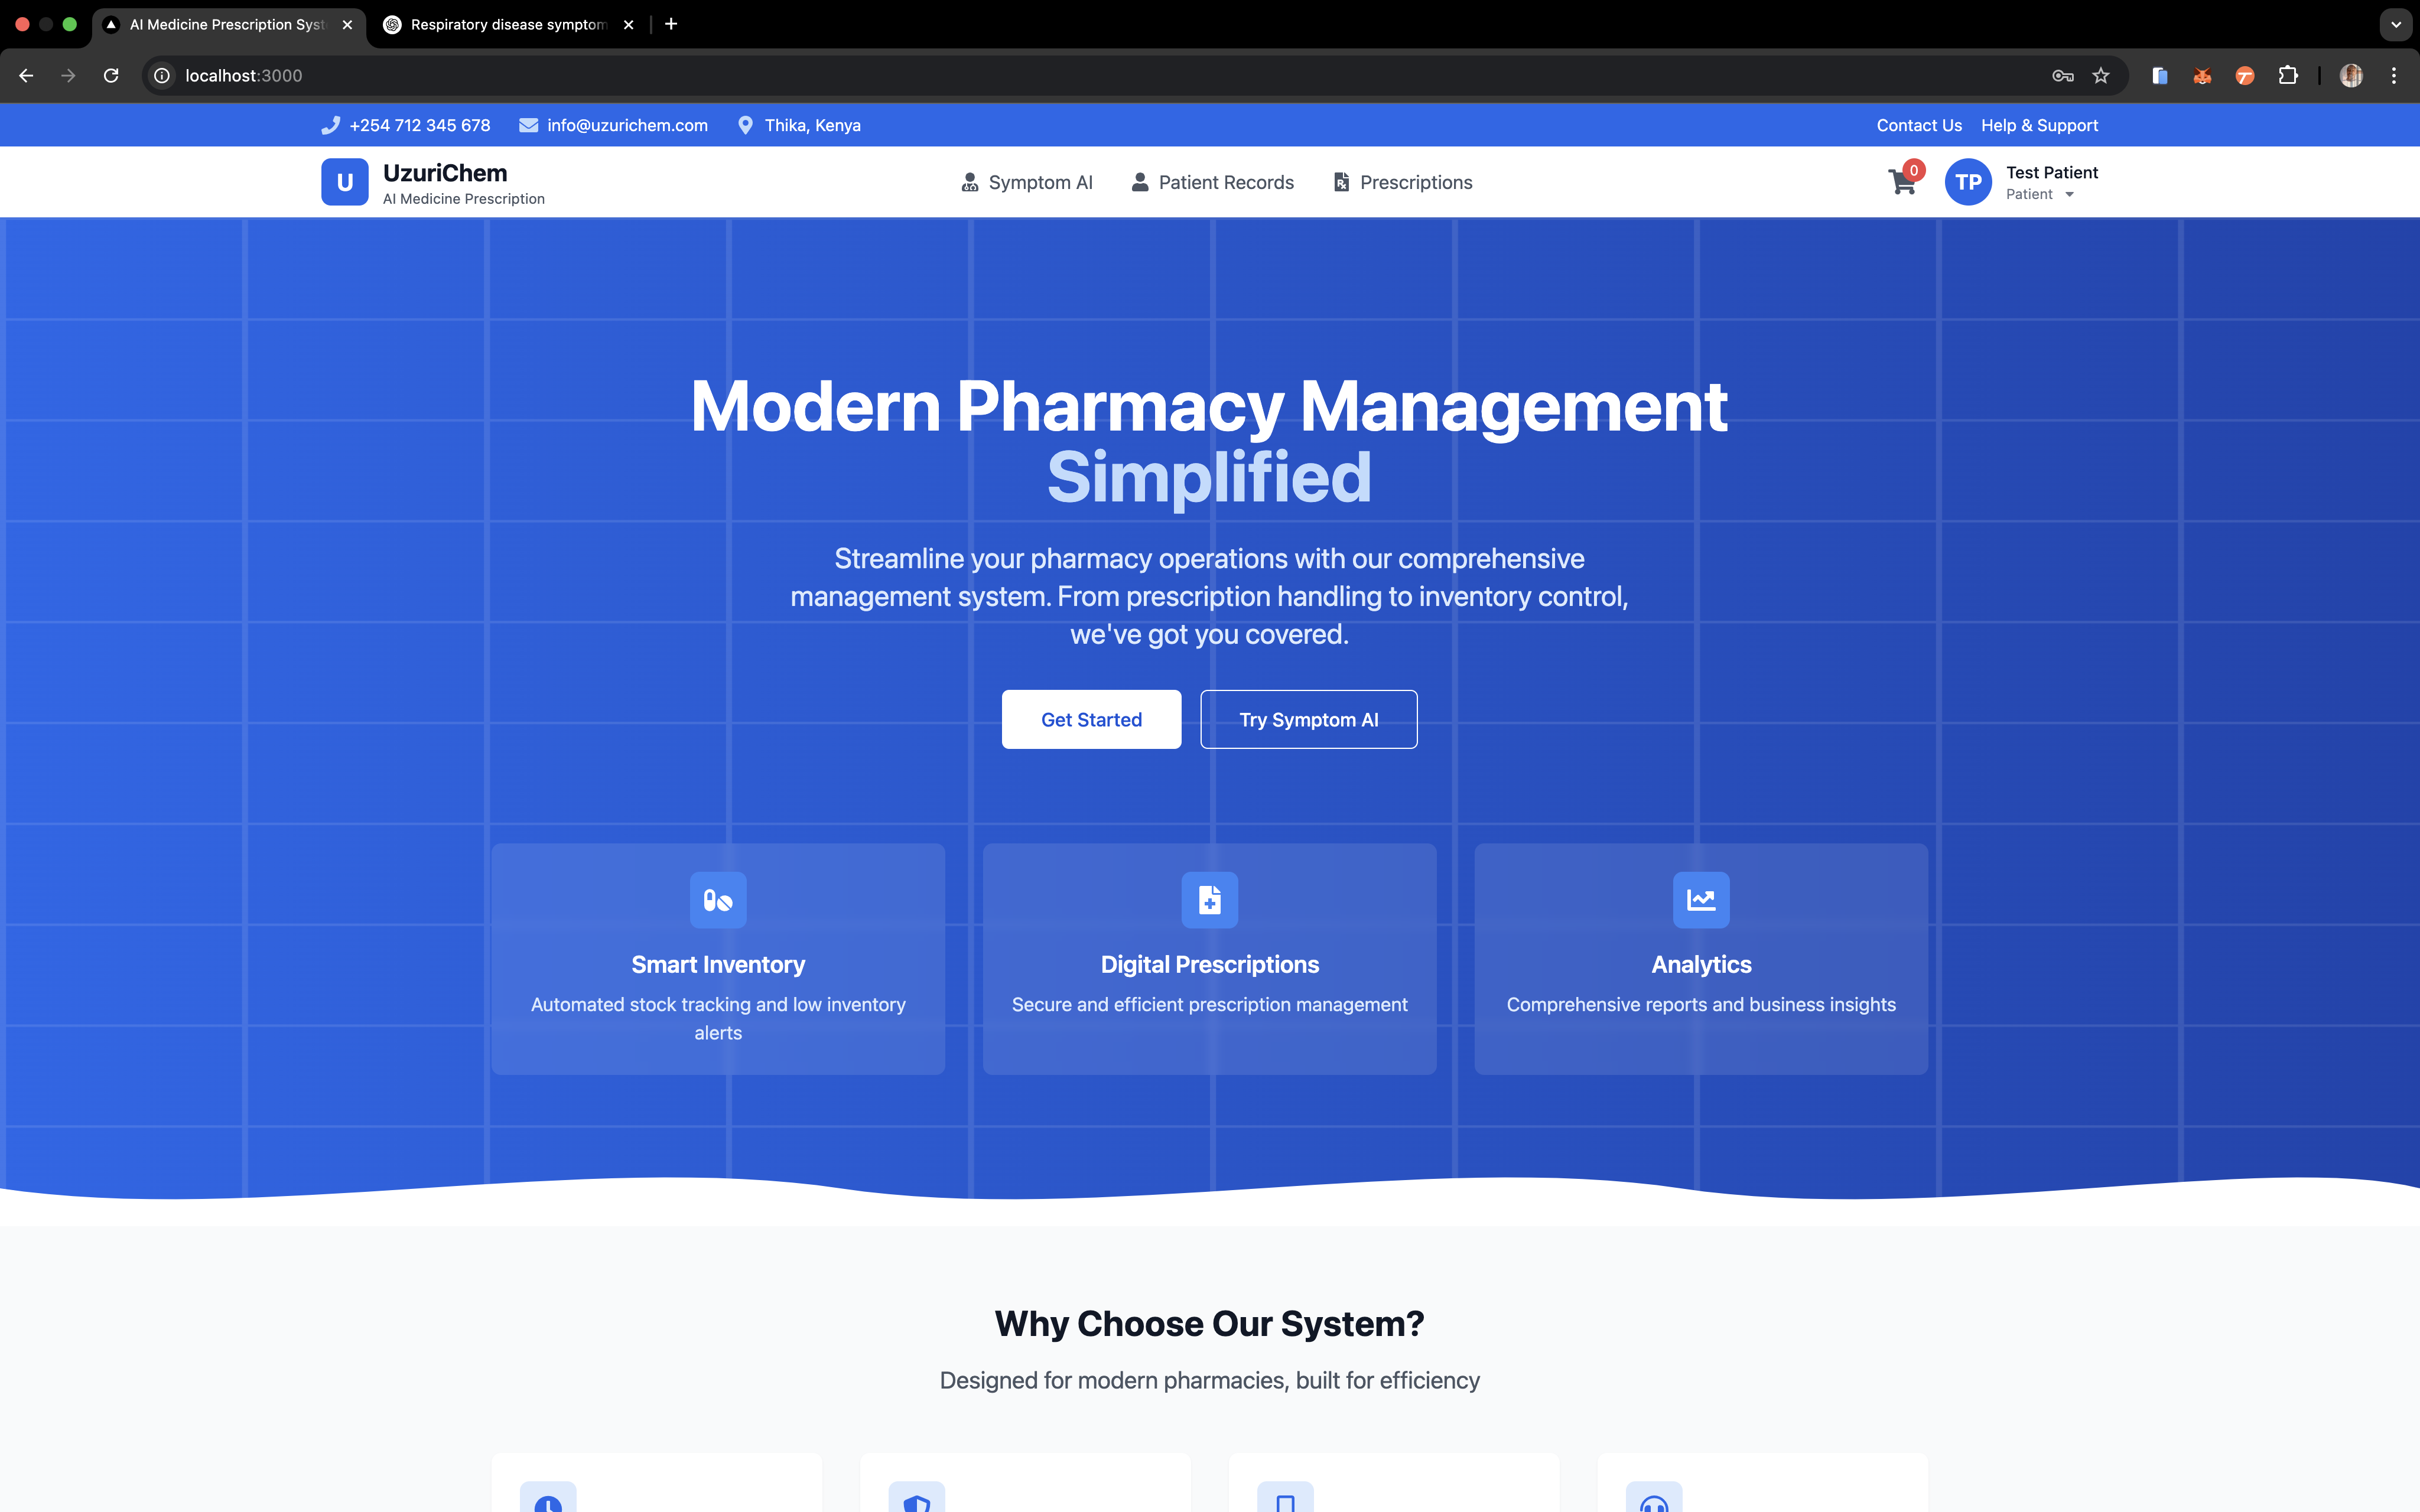 AI Medicine Prescription Syst
Respiratory disease symptom
localhost:3000
+254 712 345 678
info@uzurichem.com
Thika, Kenya
Contact Us
Help & Support
U
UzuriChem
AI Medicine Prescription
Symptom AI
Patient Records
Prescriptions
0
TP
Test Patient
Patient
Modern Pharmacy Management
Simplified
Streamline your pharmacy operations with our comprehensive
management system. From prescription handling to inventory control,
we've got you covered.
Get Started
Try Symptom AI
Smart Inventory
Automated stock tracking and low inventory
alerts
Digital Prescriptions
Secure and efficient prescription management
Analytics
Comprehensive reports and business insights
Why Choose Our System?
Designed for modern pharmacies, built for efficiency